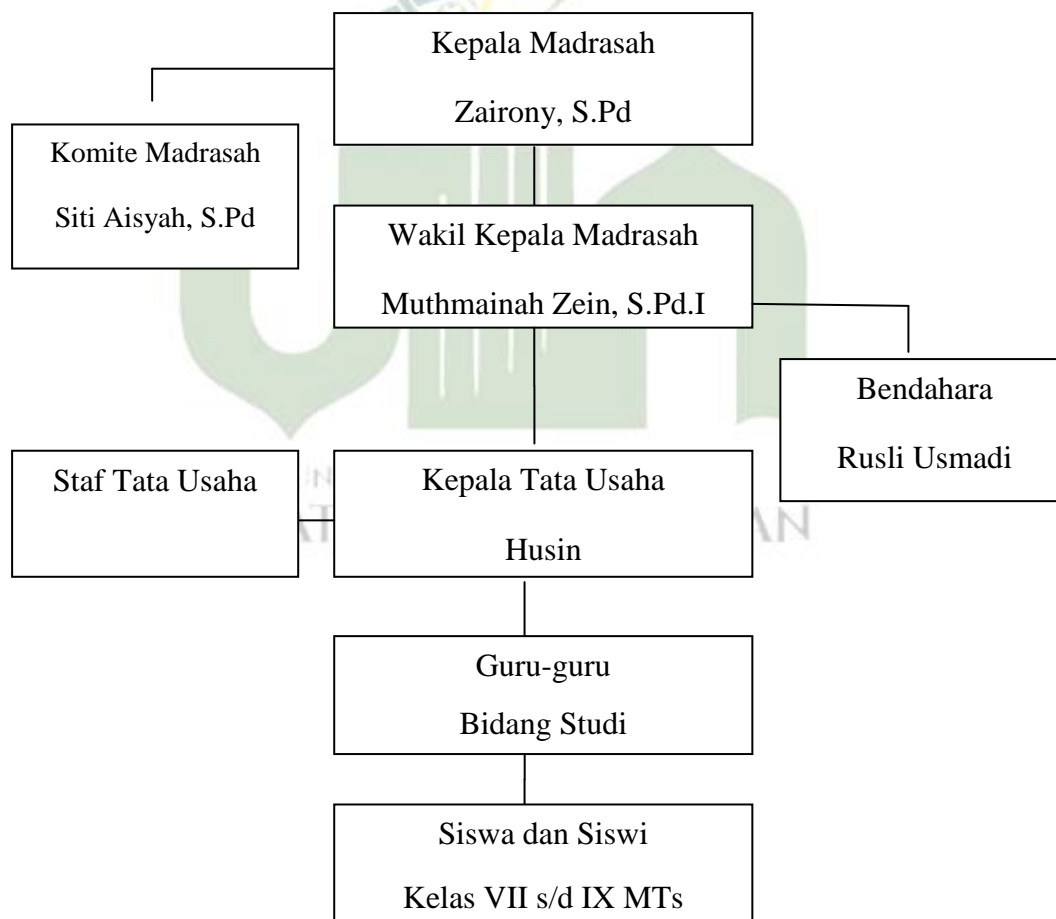 Kepala Madrasah
Zairony, S.Pd
Komite Madrasah
Siti Aisyah, S.Pd
Wakil Kepala Madrasah
Muthmainah Zein, S.Pd.I
Bendahara
Rusli Usmadi
Staf Tata Usaha
Kepala Tata Usaha
Husin
Guru-guru
Bidang Studi
Siswa dan Siswi
Kelas VII s/d IX MTs